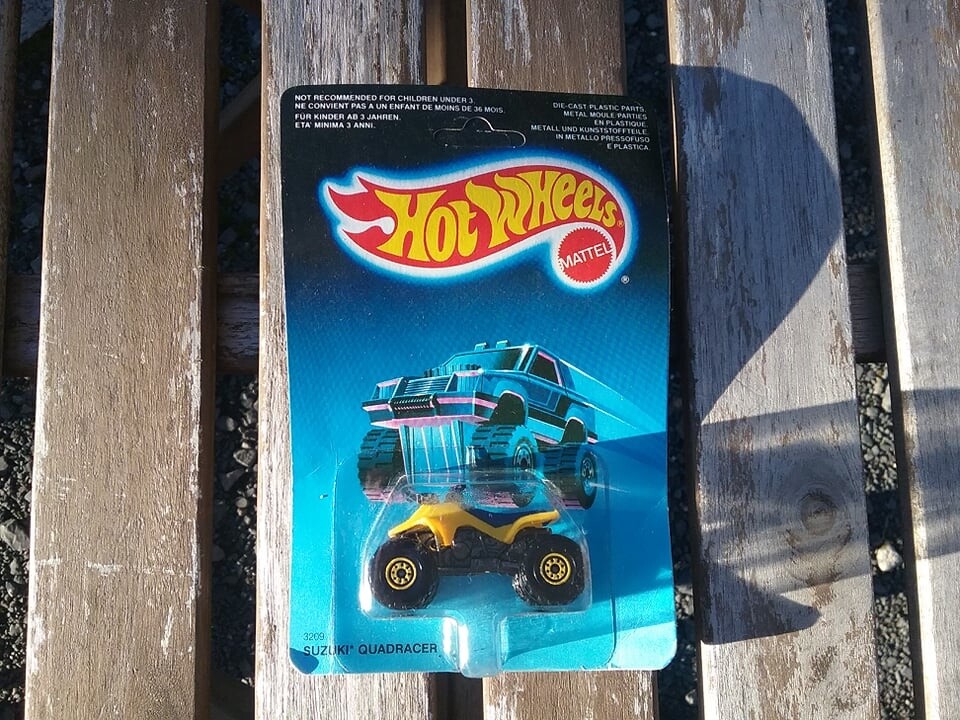 NOT RECOMMENDED FOR CHILDREN UNDER 3.
NE CONVIENT PAS A UN ENFANT DE MOINS DE 36 MOIS.
FÜR KINDER AB 3 JAHREN.
ETA' MINIMA 3 ANNI.
DIE-CAST PLASTIC PARTS.
METAL MOULE/PARTIES
EN PLASTIQUE.
METALL UND KUNSTSTOFFTEILE.
IN METALLO PRESSOFUSO
E PLASTICA.
HOT WHEELS®
MATTEL
®
3209
SUZUKI* QUADRACER